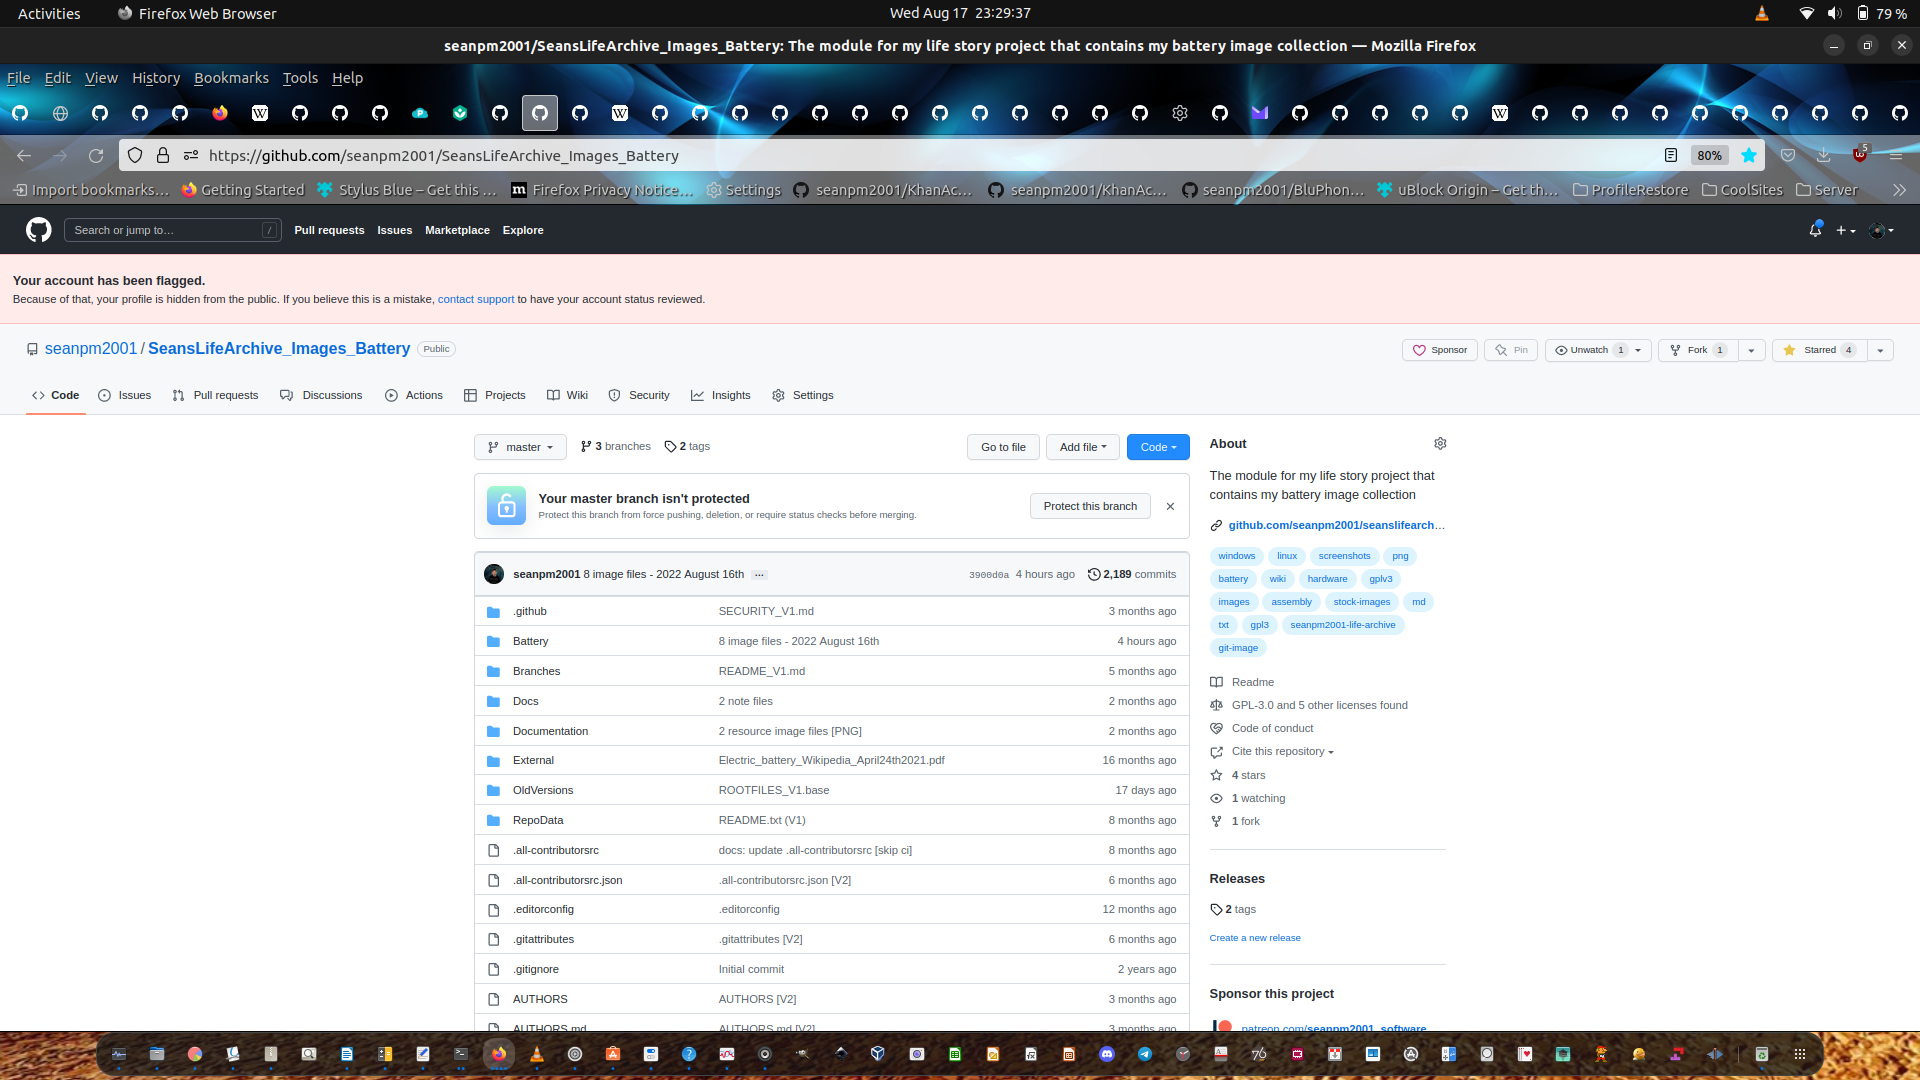 Activities Firefox Web Browser Wed Aug 17 23:29:37 79 %
seanpm2001/SeansLifeArchive_Images_Battery: The module for my life story project that contains my battery image collection — Mozilla Firefox
File Edit View History Bookmarks Tools Help
https://github.com/seanpm2001/SeansLifeArchive_Images_Battery 80% 5
Import bookmarks… Getting Started Stylus Blue – Get this … Firefox Privacy Notice… Settings seanpm2001/KhanAc… seanpm2001/KhanAc… seanpm2001/BluPhon… uBlock Origin – Get th… ProfileRestore CoolSites Server
Search or jump to… / Pull requests Issues Marketplace Explore
Your account has been flagged.
Because of that, your profile is hidden from the public. If you believe this is a mistake, contact support to have your account status reviewed.
seanpm2001 / SeansLifeArchive_Images_Battery Public Sponsor Pin Unwatch 1 Fork 1 Starred 4
Code Issues Pull requests Discussions Actions Projects Wiki Security Insights Settings
master 3 branches 2 tags Go to file Add file Code
Your master branch isn't protected
Protect this branch from force pushing, deletion, or require status checks before merging.
Protect this branch
seanpm2001 8 image files - 2022 August 16th … 3900d0a 4 hours ago 2,189 commits
.github SECURITY_V1.md 3 months ago
Battery 8 image files - 2022 August 16th 4 hours ago
Branches README_V1.md 5 months ago
Docs 2 note files 2 months ago
Documentation 2 resource image files [PNG] 2 months ago
External Electric_battery_Wikipedia_April24th2021.pdf 16 months ago
OldVersions ROOTFILES_V1.base 17 days ago
RepoData README.txt (V1) 8 months ago
.all-contributorsrc docs: update .all-contributorsrc [skip ci] 8 months ago
.all-contributorsrc.json .all-contributorsrc.json [V2] 6 months ago
.editorconfig .editorconfig 12 months ago
.gitattributes .gitattributes [V2] 6 months ago
.gitignore Initial commit 2 years ago
AUTHORS AUTHORS [V2] 3 months ago
AUTHORS.md AUTHORS.md [V2] 3 months ago
About
The module for my life story project that
contains my battery image collection
github.com/seanpm2001/seanslifearch…
windows linux screenshots png
battery wiki hardware gplv3
images assembly stock-images md
txt gpl3 seanpm2001-life-archive
git-image
Readme
GPL-3.0 and 5 other licenses found
Code of conduct
Cite this repository
4 stars
1 watching
1 fork
Releases
2 tags
Create a new release
Sponsor this project
patreon.com/seanpm2001_software